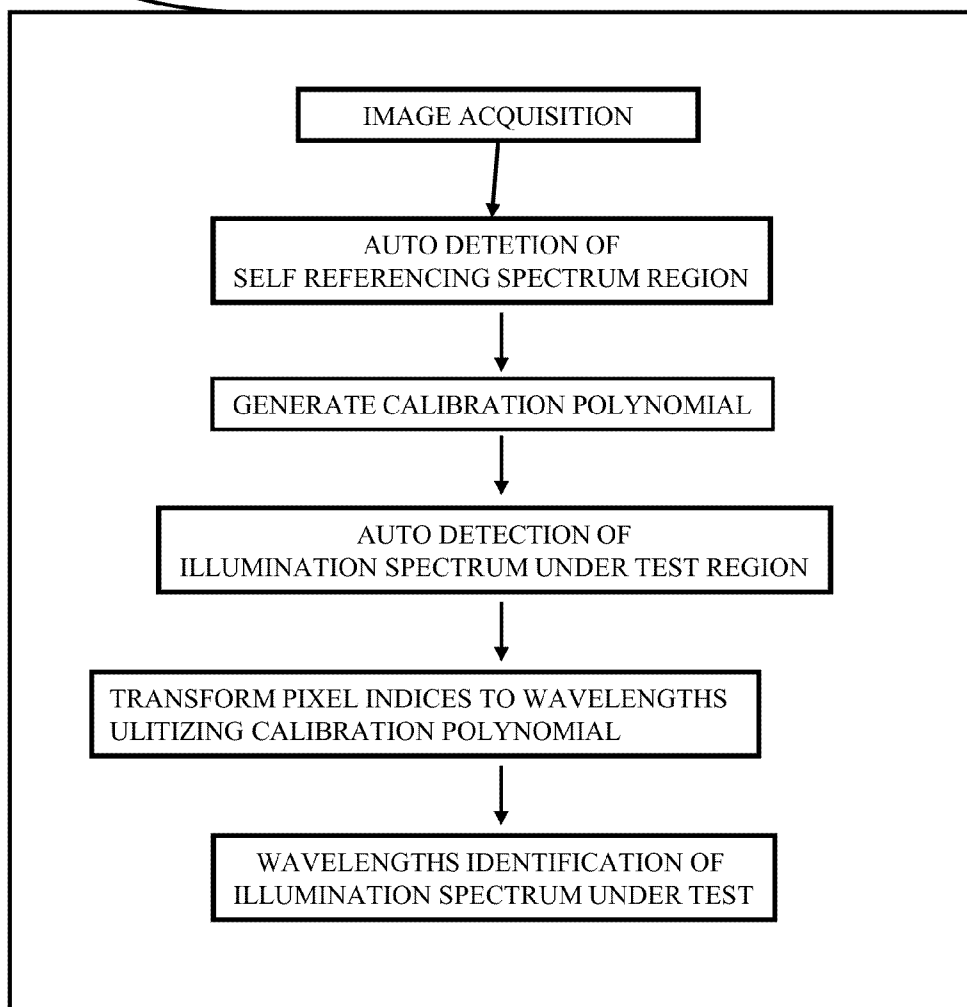 IMAGE ACQUISITION
AUTO DETETION OF
SELF REFERENCING SPECTRUM REGION
GENERATE CALIBRATION POLYNOMIAL
AUTO DETECTION OF
ILLUMINATION SPECTRUM UNDER TEST REGION
TRANSFORM PIXEL INDICES TO WAVELENGTHS
ULITIZING CALIBRATION POLYNOMIAL
WAVELENGTHS IDENTIFICATION OF
ILLUMINATION SPECTRUM UNDER TEST